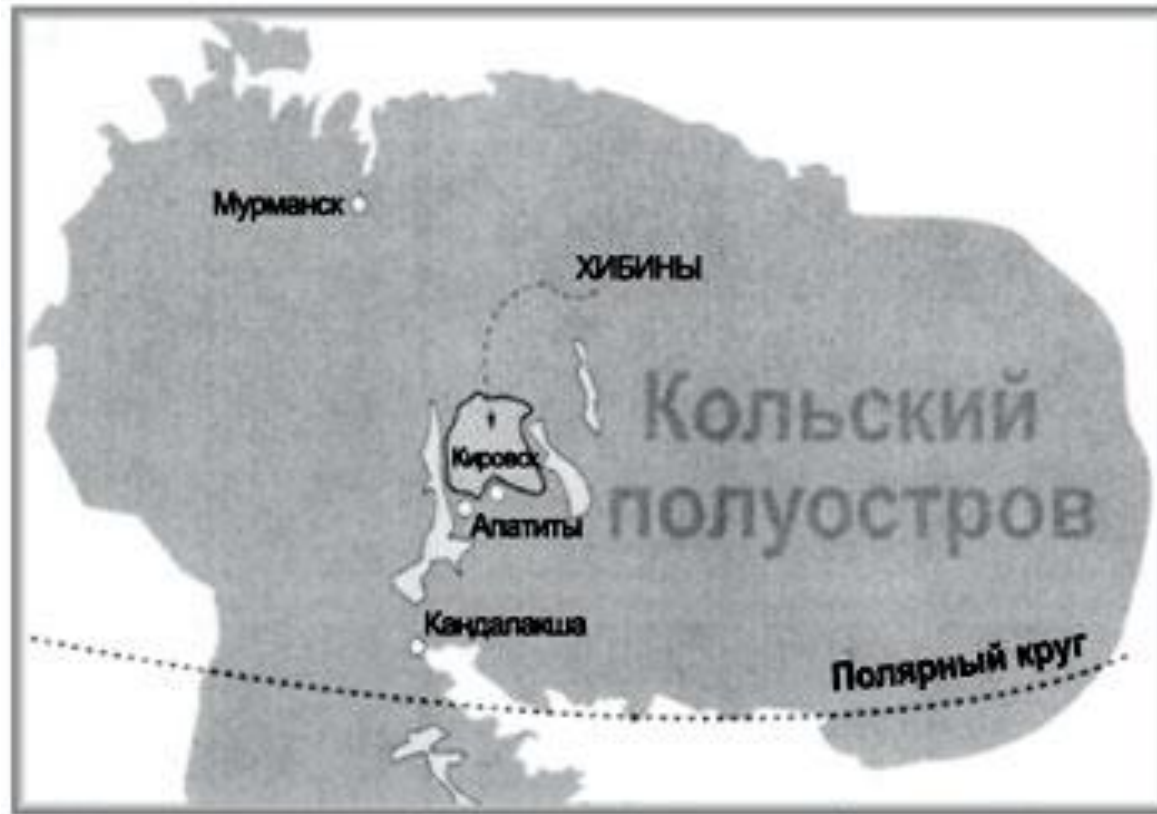 Мурманск
ХИБИНЫ
Кольский
полуостров
Кировск
Апатиты
Кандалакша
Полярный круг